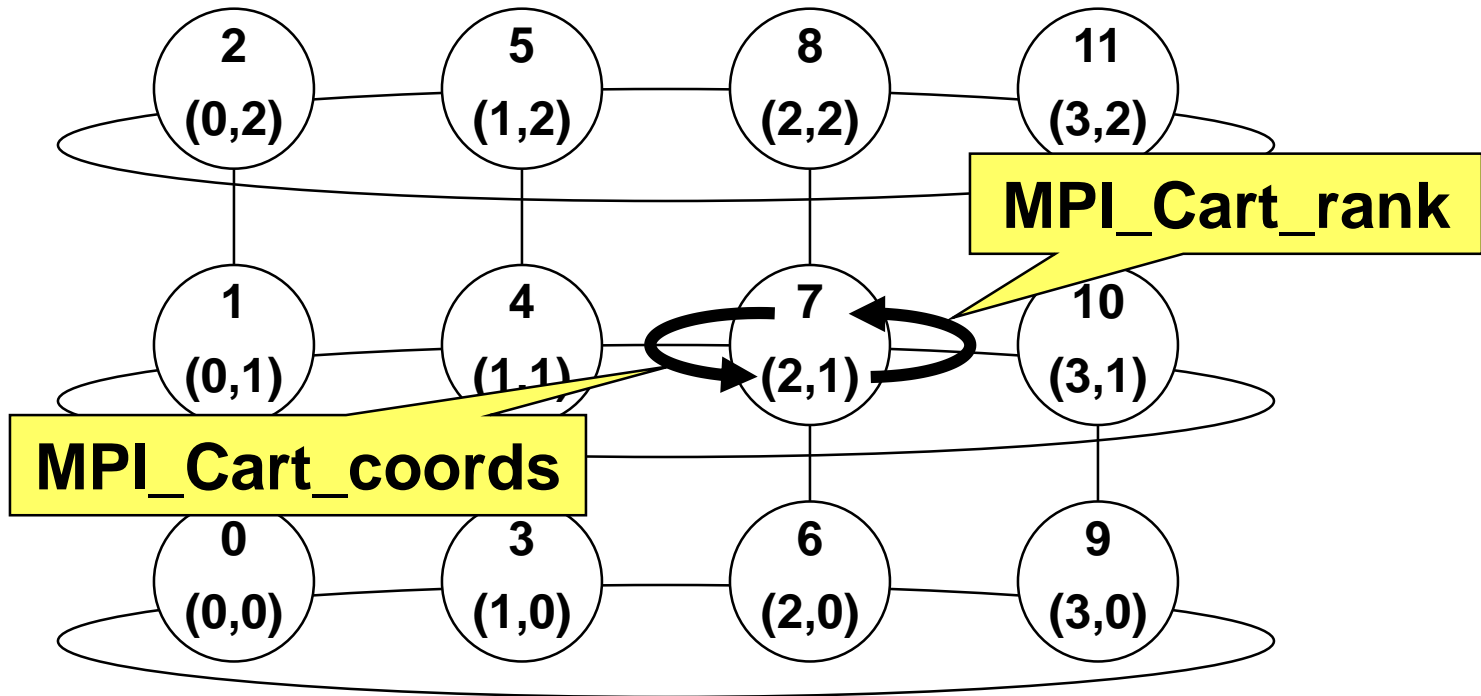 2 5 8 11
(0,2) (1,2) (2,2) (3,2)
MPI_Cart_rank
1 4 7 10
(0,1) (1,1) (2,1) (3,1)
MPI_Cart_coords
0 3 6 9
(0,0) (1,0) (2,0) (3,0)